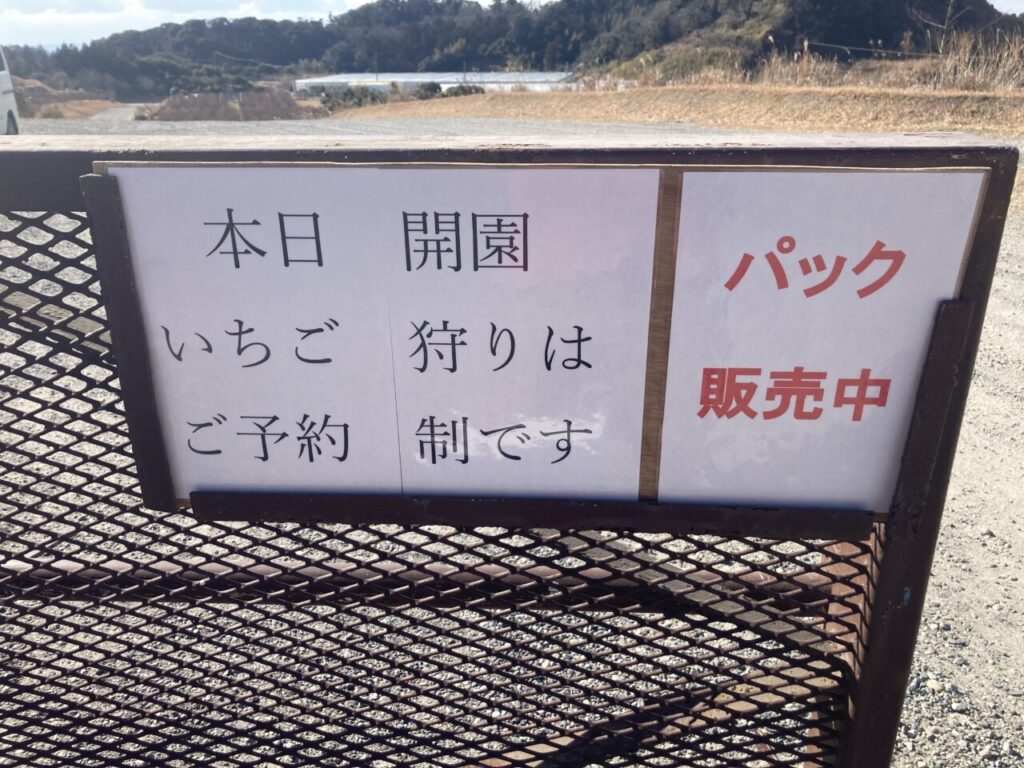 本日 開園
いちご 狩りは
ご予約 制です
パック
販売中